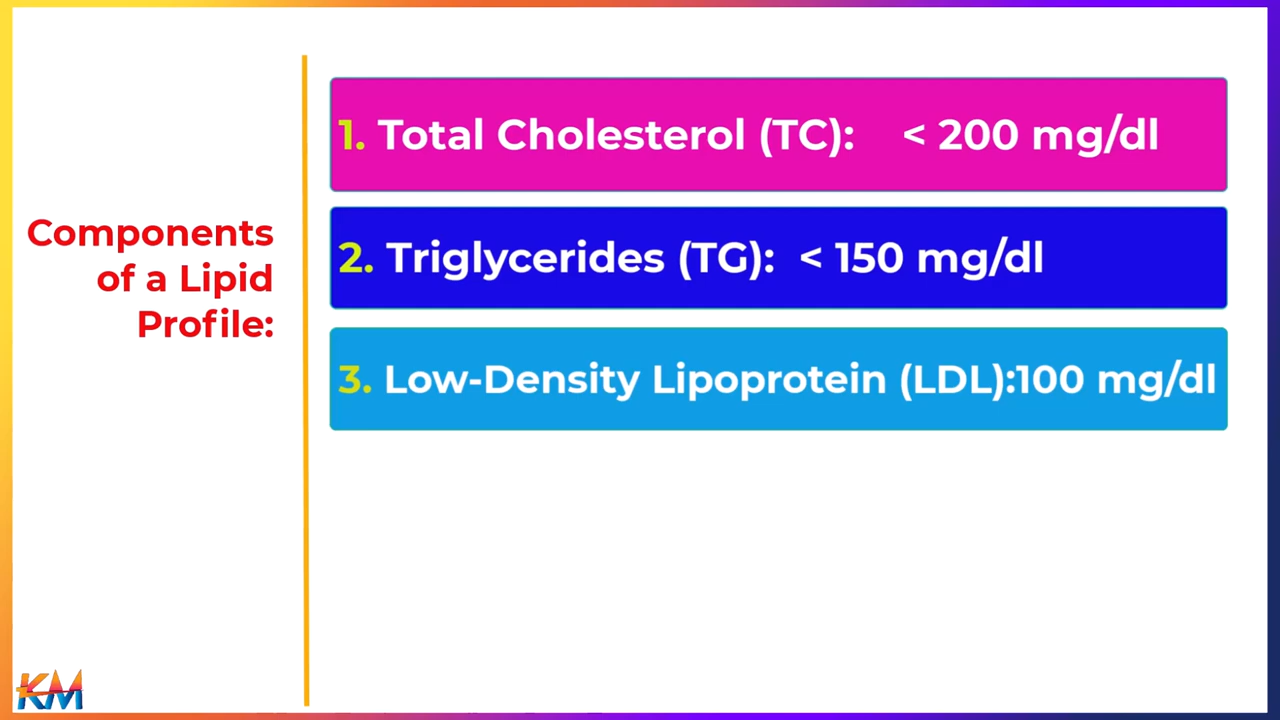 Components
of a Lipid
Profile:
1. Total Cholesterol (TC): < 200 mg/dl
2. Triglycerides (TG): < 150 mg/dl
3. Low-Density Lipoprotein (LDL):100 mg/dl
KM